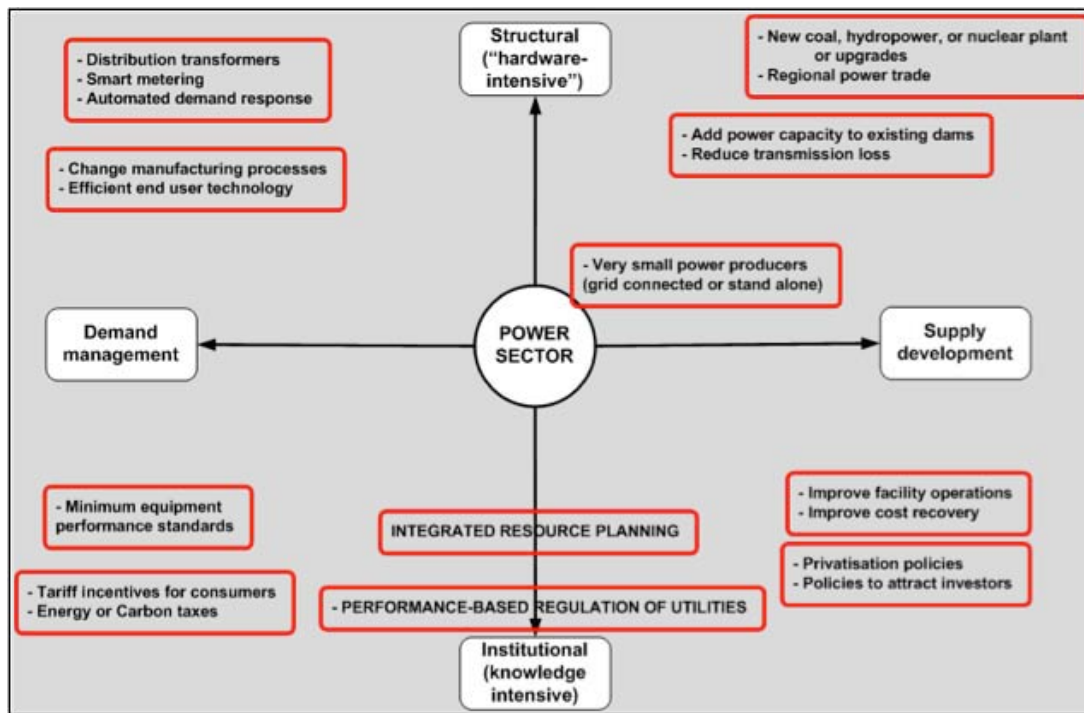 Structural
("hardware-
intensive")
- Distribution transformers
- Smart metering
- Automated demand response
- New coal, hydropower, or nuclear plant
or upgrades
- Regional power trade
- Change manufacturing processes
- Efficient end user technology
- Add power capacity to existing dams
- Reduce transmission loss
- Very small power producers
(grid connected or stand alone)
Demand
management
POWER
SECTOR
Supply
development
- Minimum equipment
performance standards
INTEGRATED RESOURCE PLANNING
- Improve facility operations
- Improve cost recovery
- Tariff incentives for consumers
- Energy or Carbon taxes
- PERFORMANCE-BASED REGULATION OF UTILITIES
- Privatisation policies
- Policies to attract investors
Institutional
(knowledge
intensive)